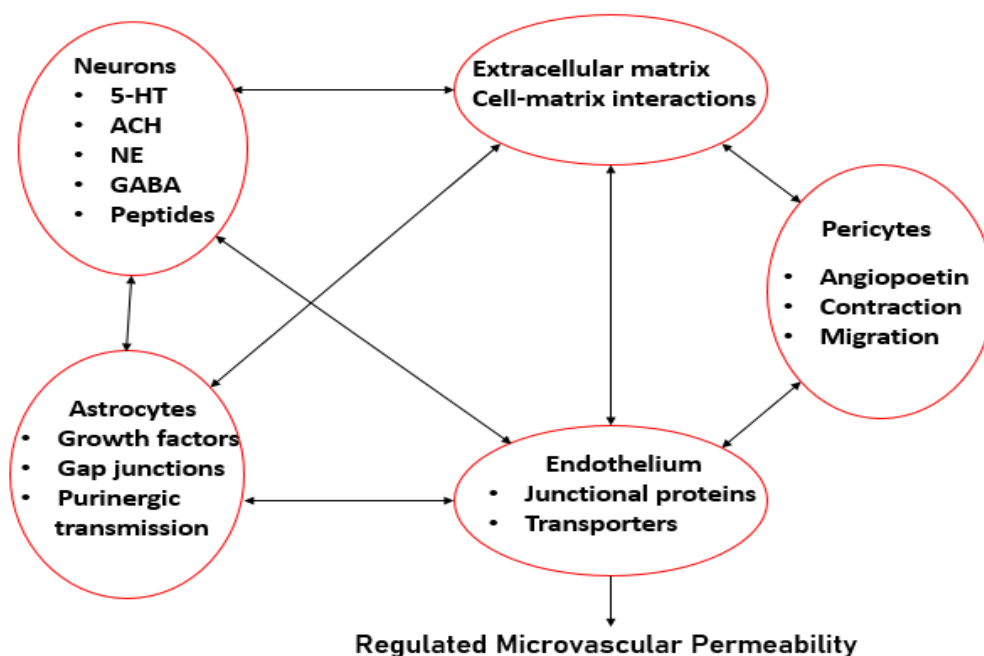 Neurons
• 5-HT
• ACH
• NE
• GABA
• Peptides
Extracellular matrix
Cell-matrix interactions
Pericytes
• Angiopoetin
• Contraction
• Migration
Astrocytes
• Growth factors
• Gap junctions
• Purinergic
transmission
Endothelium
• Junctional proteins
• Transporters
Regulated Microvascular Permeability